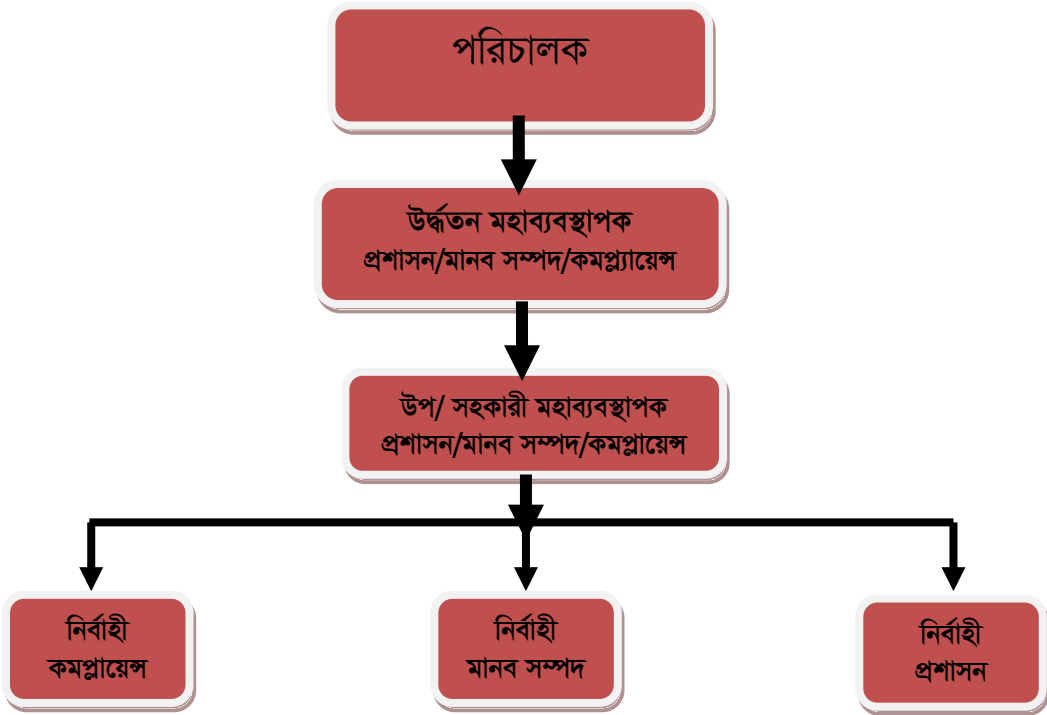 পরিচালক
উর্দ্ধতন মহাব্যবস্থাপক
প্রশাসন/মানব সম্পদ/কমপ্ল্যায়েন্স
উপ/ সহকারী মহাব্যবস্থাপক
প্রশাসন/মানব সম্পদ/কমপ্লায়েন্স
নির্বাহী
কমপ্লায়েন্স
নির্বাহী
মানব সম্পদ
নির্বাহী
প্রশাসন